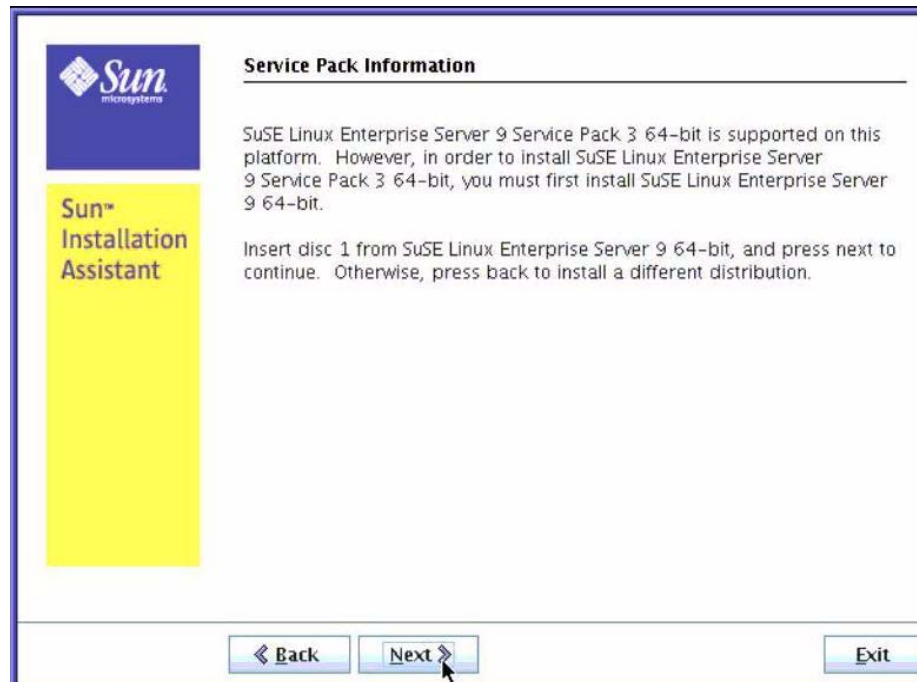 Sun
microsystems
Sun™
Installation
Assistant
Service Pack Information
SuSE Linux Enterprise Server 9 Service Pack 3 64-bit is supported on this
platform. However, in order to install SuSE Linux Enterprise Server
9 Service Pack 3 64-bit, you must first install SuSE Linux Enterprise Server
9 64-bit.
Insert disc 1 from SuSE Linux Enterprise Server 9 64-bit, and press next to
continue. Otherwise, press back to install a different distribution.
Back
Next
Exit